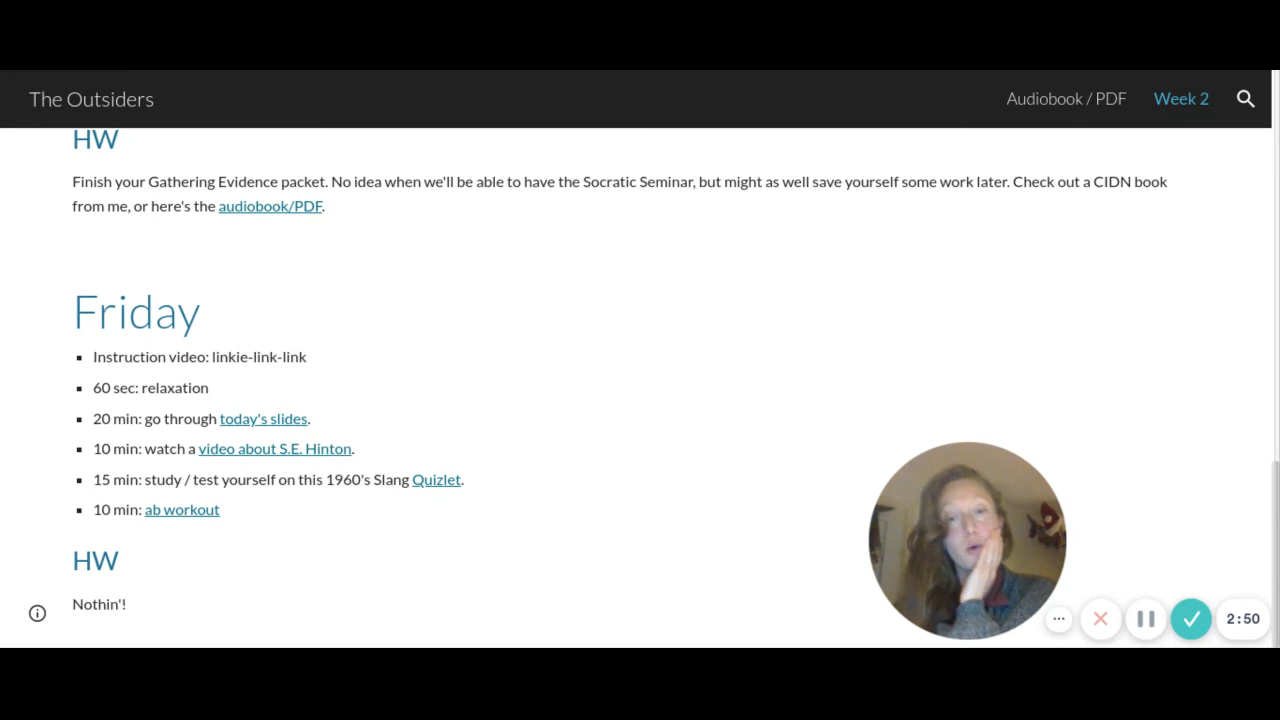 The Outsiders
Audiobook / PDF
Week 2
HW
Finish your Gathering Evidence packet. No idea when we'll be able to have the Socratic Seminar, but might as well save yourself some work later. Check out a CIDN book
from me, or here's the audiobook/PDF.
Friday
Instruction video: linkie-link-link
60 sec: relaxation
20 min: go through today's slides.
10 min: watch a video about S.E. Hinton.
15 min: study / test yourself on this 1960's Slang Quizlet.
10 min: ab workout
HW
Nothin'!
2:50